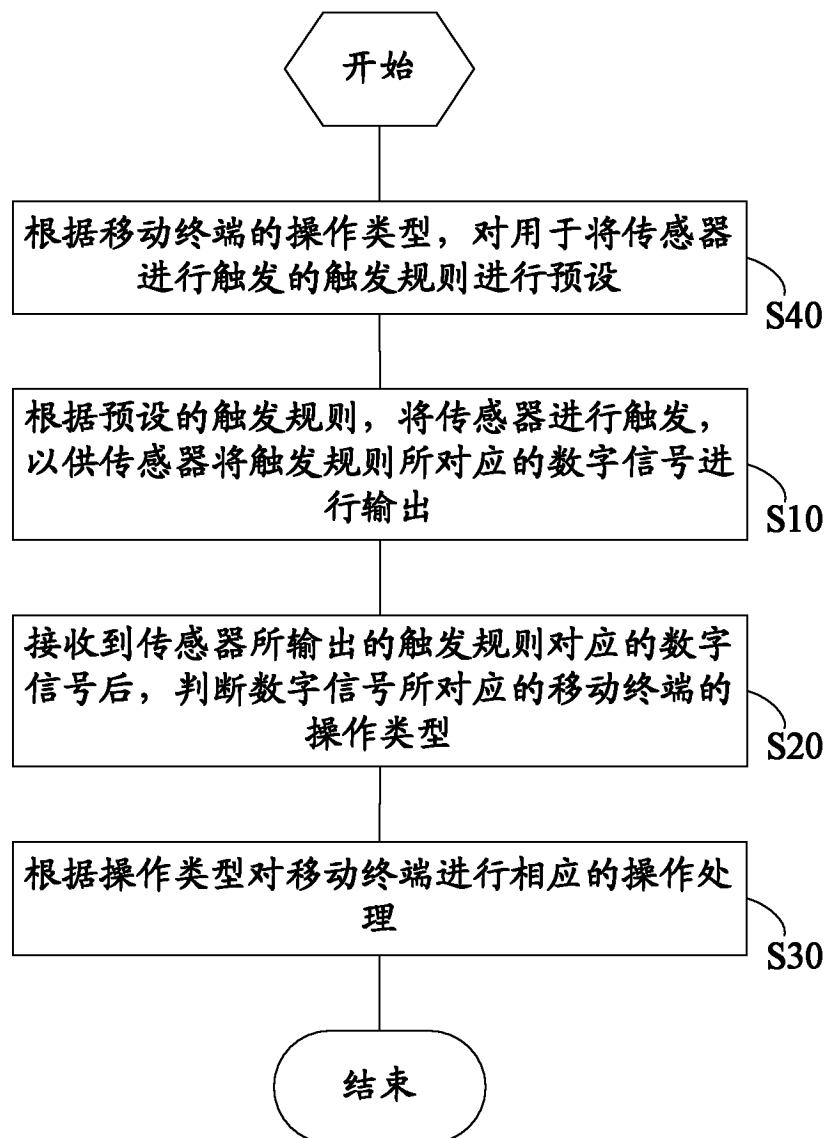 开始
根据移动终端的操作类型，对用于将传感器
进行触发的触发规则进行预设
S40
根据预设的触发规则，将传感器进行触发，
以供传感器将触发规则所对应的数字信号进
行输出
S10
接收到传感器所输出的触发规则对应的数字
信号后，判断数字信号所对应的移动终端的
操作类型
S20
根据操作类型对移动终端进行相应的操作处
理
S30
结束